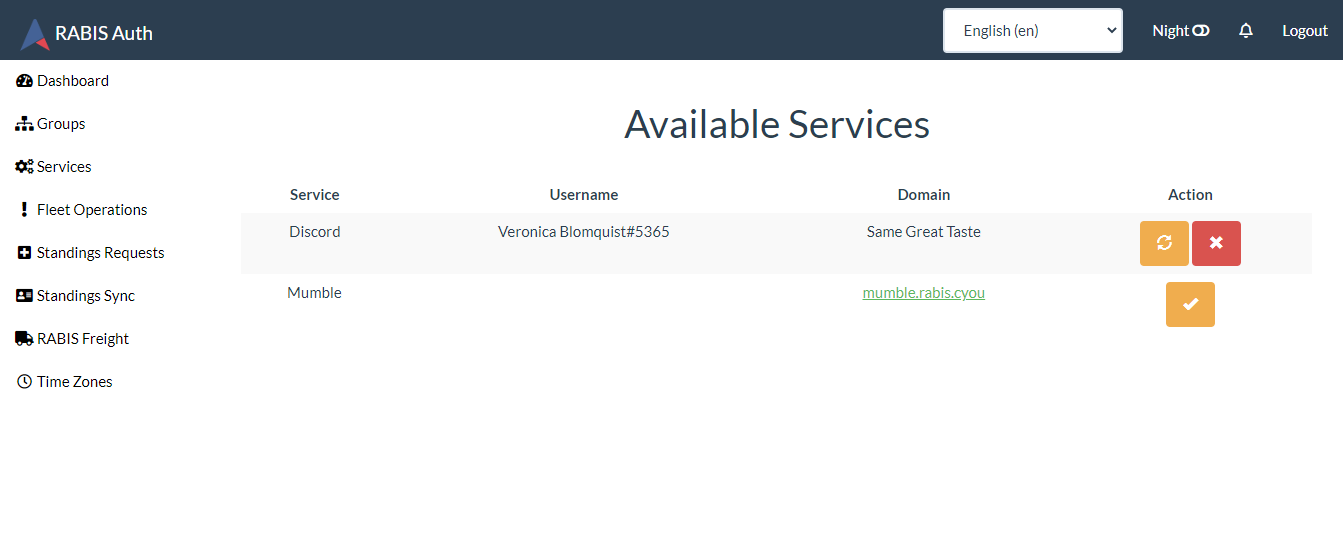 RABIS Auth
English (en)
Night
Logout
Dashboard
Groups
Services
Fleet Operations
Standings Requests
Standings Sync
RABIS Freight
Time Zones
Available Services
Service Username Domain Action
Discord Veronica Blomquist#5365 Same Great Taste
Mumble mumble.rabis.cyou